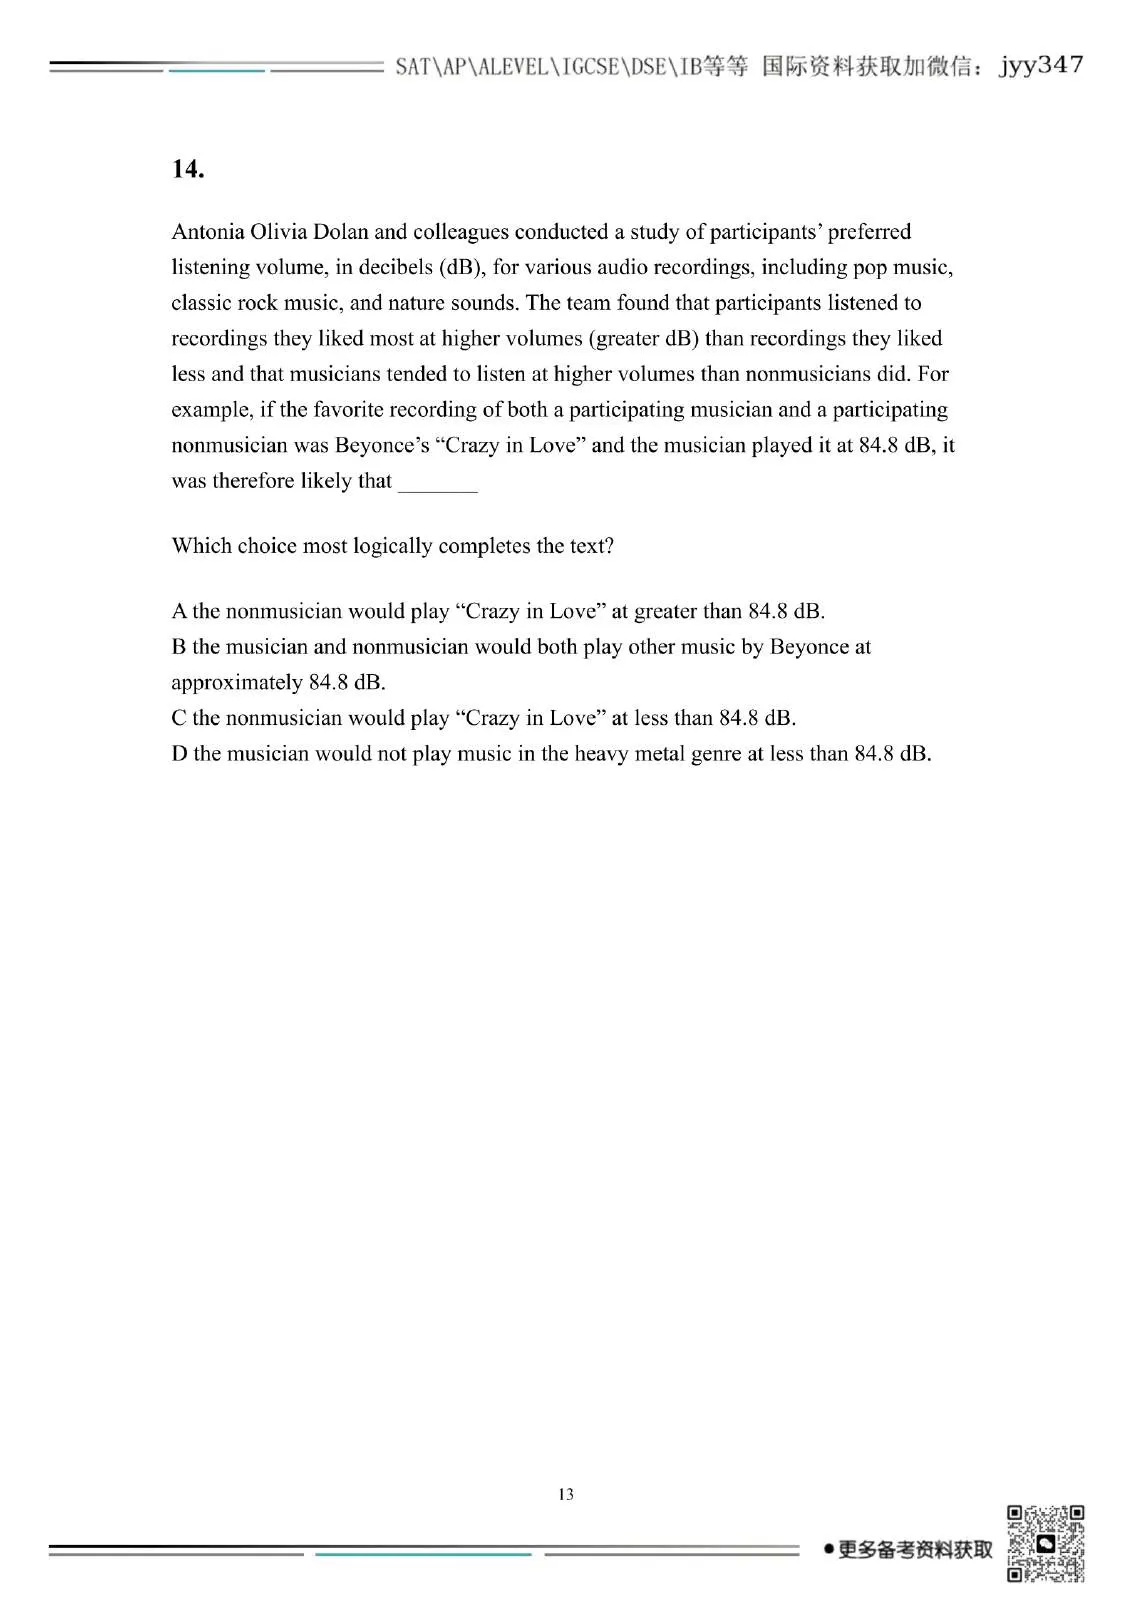 SAT\AP\ALEVEL\IGCSE\DSE\IB等等 国际资料获取加微信：jyy347
14.
Antonia Olivia Dolan and colleagues conducted a study of participants’ preferred
listening volume, in decibels (dB), for various audio recordings, including pop music,
classic rock music, and nature sounds. The team found that participants listened to
recordings they liked most at higher volumes (greater dB) than recordings they liked
less and that musicians tended to listen at higher volumes than nonmusicians did. For
example, if the favorite recording of both a participating musician and a participating
nonmusician was Beyonce’s “Crazy in Love” and the musician played it at 84.8 dB, it
was therefore likely that _______
Which choice most logically completes the text?
A the nonmusician would play “Crazy in Love” at greater than 84.8 dB.
B the musician and nonmusician would both play other music by Beyonce at
approximately 84.8 dB.
C the nonmusician would play “Crazy in Love” at less than 84.8 dB.
D the musician would not play music in the heavy metal genre at less than 84.8 dB.
13
●更多备考资料获取